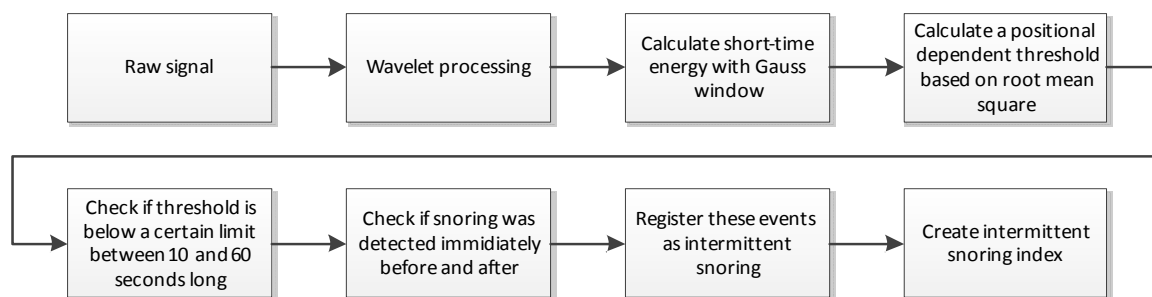 Raw signal
Wavelet processing
Calculate short-time
energy with Gauss
window
Calculate a positional
dependent threshold
based on root mean
square
Check if threshold is
below a certain limit
between 10 and 60
seconds long
Check if snoring was
detected immidiately
before and after
Register these events
as intermittent
snoring
Create intermittent
snoring index